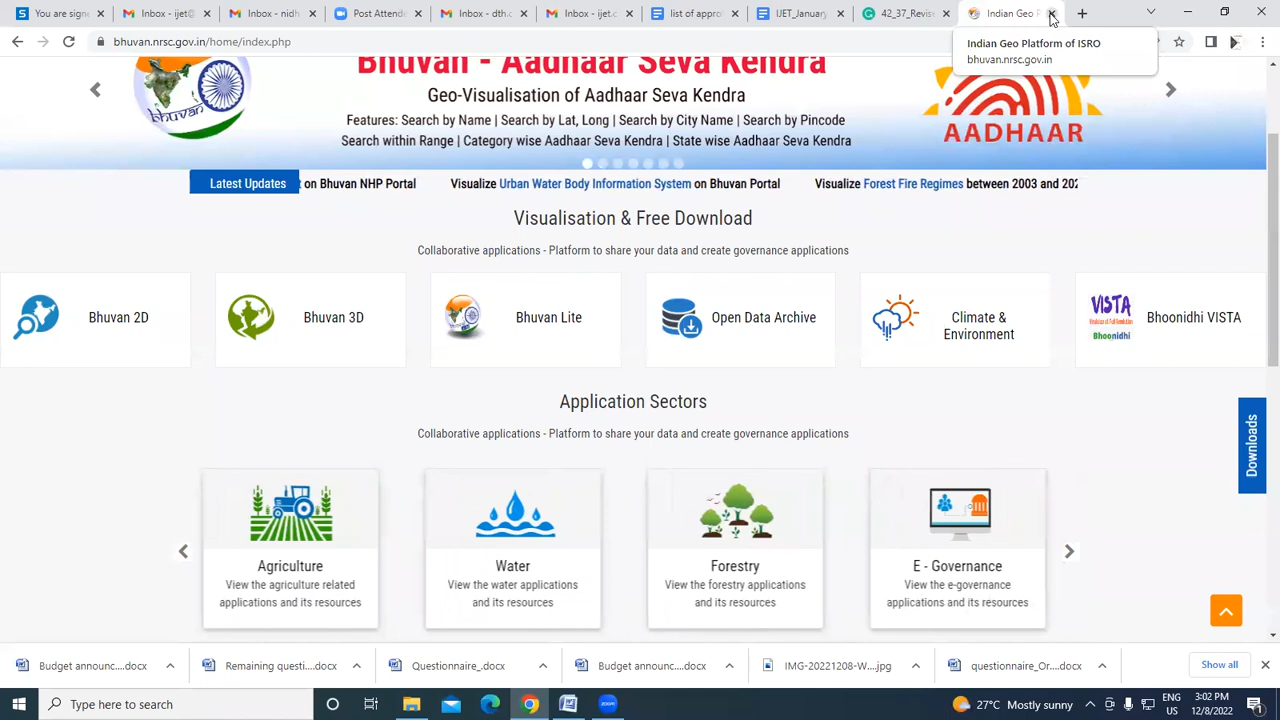 You are sign
Inbox - ijet@
Inbox - nidh
Post Attende
Inbox - dth.c
Inbox - ijet.c
list of appro
IJET_January
42_37_Revise
Indian Geo P
bhuvan.nrsc.gov.in/home/index.php
Indian Geo Platform of ISRO
bhuvan.nrsc.gov.in
Bhuvan - Aadhaar Seva Kendra
Geo-Visualisation of Aadhaar Seva Kendra
Features: Search by Name | Search by Lat, Long | Search by City Name | Search by Pincode
Search within Range | Category wise Aadhaar Seva Kendra | State wise Aadhaar Seva Kendra
bhuvan
AADHAAR
Latest Updates
t on Bhuvan NHP Portal
Visualize Urban Water Body Information System on Bhuvan Portal
Visualize Forest Fire Regimes between 2003 and 202
Visualisation & Free Download
Collaborative applications - Platform to share your data and create governance applications
Bhuvan 2D
Bhuvan 3D
Bhuvan Lite
Open Data Archive
Climate &
Environment
VISTA
Bhoonidhi
Bhoonidhi VISTA
Application Sectors
Collaborative applications - Platform to share your data and create governance applications
Downloads
Agriculture
View the agriculture related
applications and its resources
Water
View the water applications
and its resources
Forestry
View the forestry applications
and its resources
E - Governance
View the e-governance
applications and its resources
Budget announc....docx
Remaining questi....docx
Questionnaire_.docx
Budget announc....docx
IMG-20221208-W....jpg
questionnaire_Or....docx
Show all
Type here to search
zoom
27°C Mostly sunny
ENG
US
3:02 PM
12/8/2022